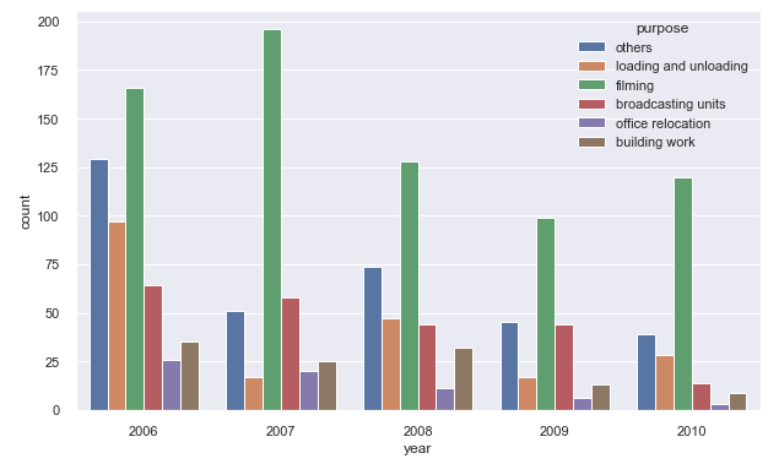 200
175
150
125
100
75
50
25
0
count
purpose
others
loading and unloading
filming
broadcasting units
office relocation
building work
2006 2007 2008 2009 2010
year